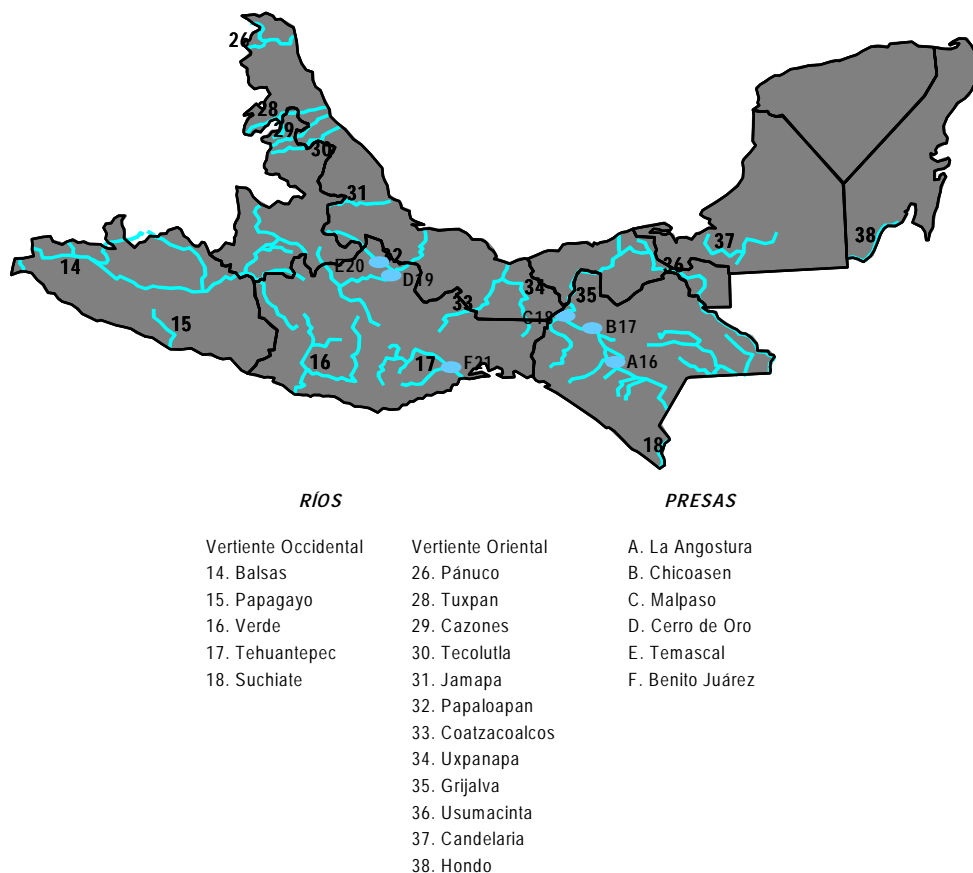 26
28
29
30
31
14
E20
32
D19
37
38
36
34
35
33
C18
B17
15
16
17
F21
A16
18
RÍOS
PRESAS
Vertiente Occidental
14. Balsas
15. Papagayo
16. Verde
17. Tehuantepec
18. Suchiate
Vertiente Oriental
26. Pánuco
28. Tuxpan
29. Cazones
30. Tecolutla
31. Jamapa
32. Papaloapan
33. Coatzacoalcos
34. Uxpanapa
35. Grijalva
36. Usumacinta
37. Candelaria
38. Hondo
A. La Angostura
B. Chicoasen
C. Malpaso
D. Cerro de Oro
E. Temascal
F. Benito Juárez